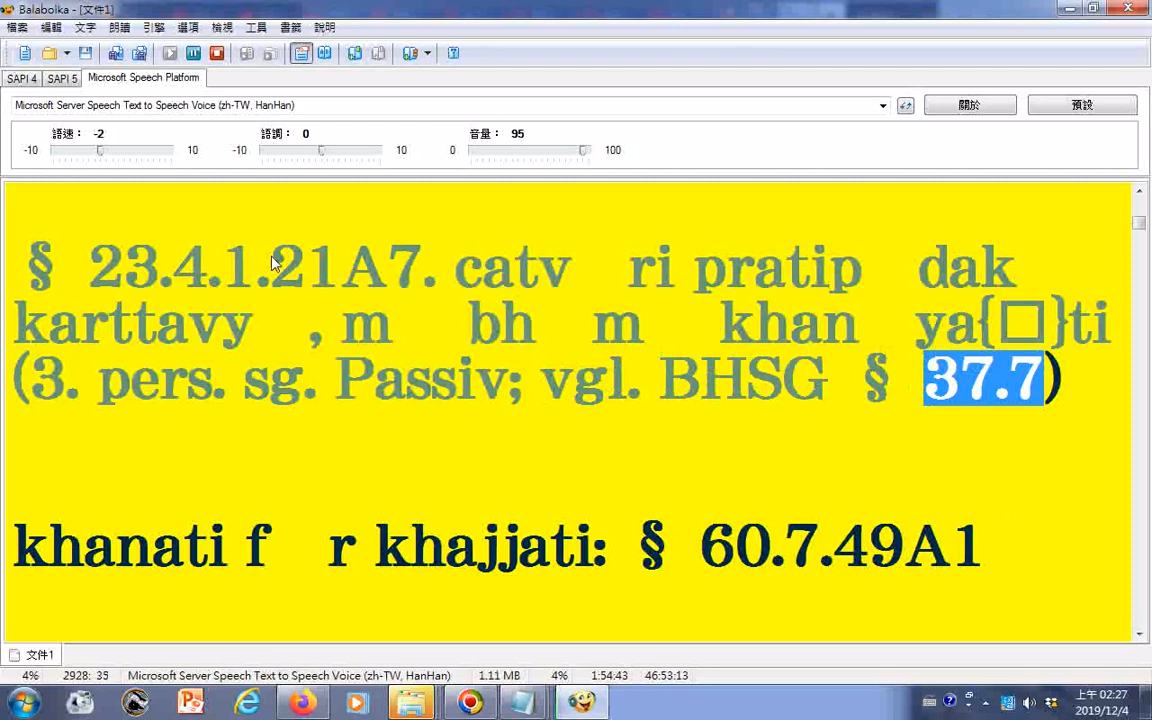 Balabolka - [文件1]
檔案 編輯 文字 朗讀 引擎 選項 檢視 工具 書籤 說明
SAPI 4 SAPI 5 Microsoft Speech Platform
Microsoft Server Speech Text to Speech Voice (zh-TW, HanHan) 關於 預設
語速： -2 語調： 0 音量： 95
-10 10 -10 10 0 100
§ 23.4.1.21A7. catv ri pratip dak
karttavy , m bh m khan ya{□}ti
(3. pers. sg. Passiv; vgl. BHSG § 37.7)
khanati f r khajjati: § 60.7.49A1
文件1
4% 2928: 35 Microsoft Server Speech Text to Speech Voice (zh-TW, HanHan) 1.11 MB 4% 1:54:43 46:53:13
上午 02:27
2019/12/4